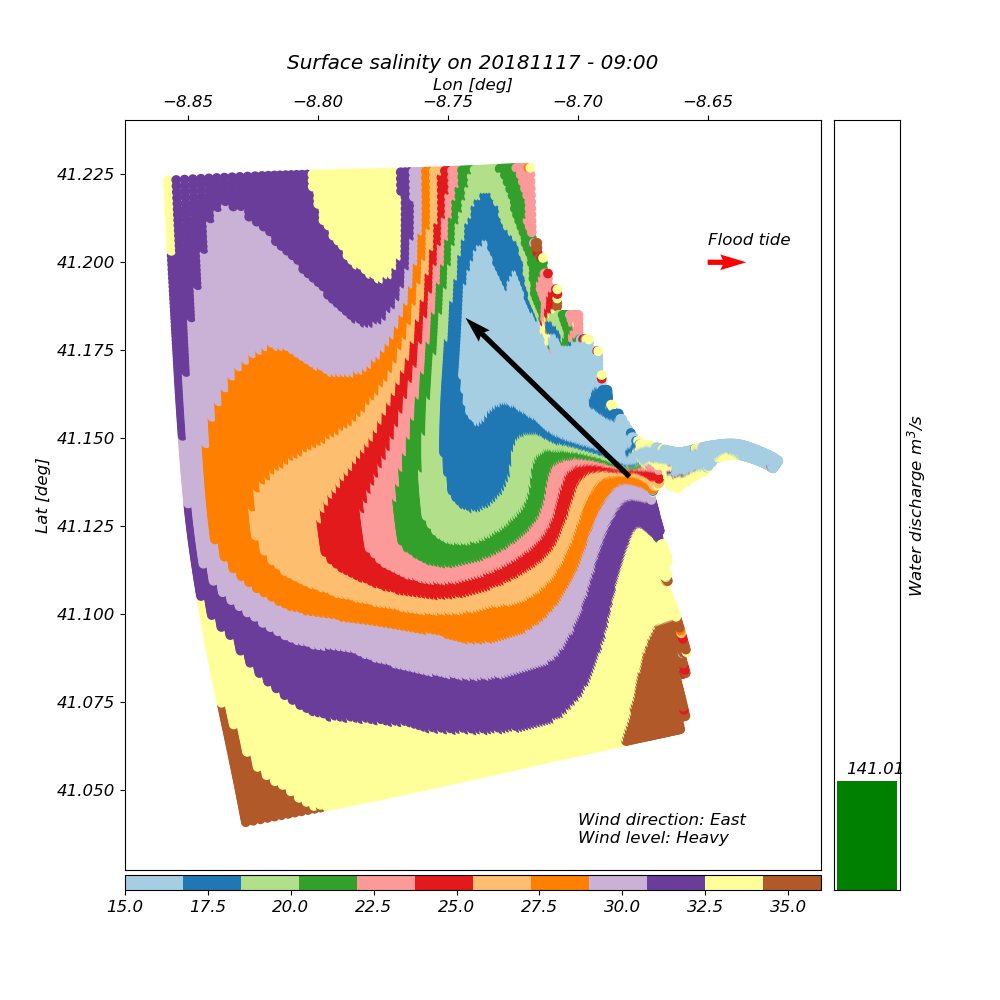 Surface salinity on 20181117 - 09:00
Lon [deg]
−8.85 −8.80 −8.75 −8.70 −8.65
41.225
41.200
41.175
41.150
41.125
41.100
41.075
41.050
Lat [deg]
Flood tide
Wind direction: East
Wind level: Heavy
15.0 17.5 20.0 22.5 25.0 27.5 30.0 32.5 35.0
141.01
Water discharge m³/s